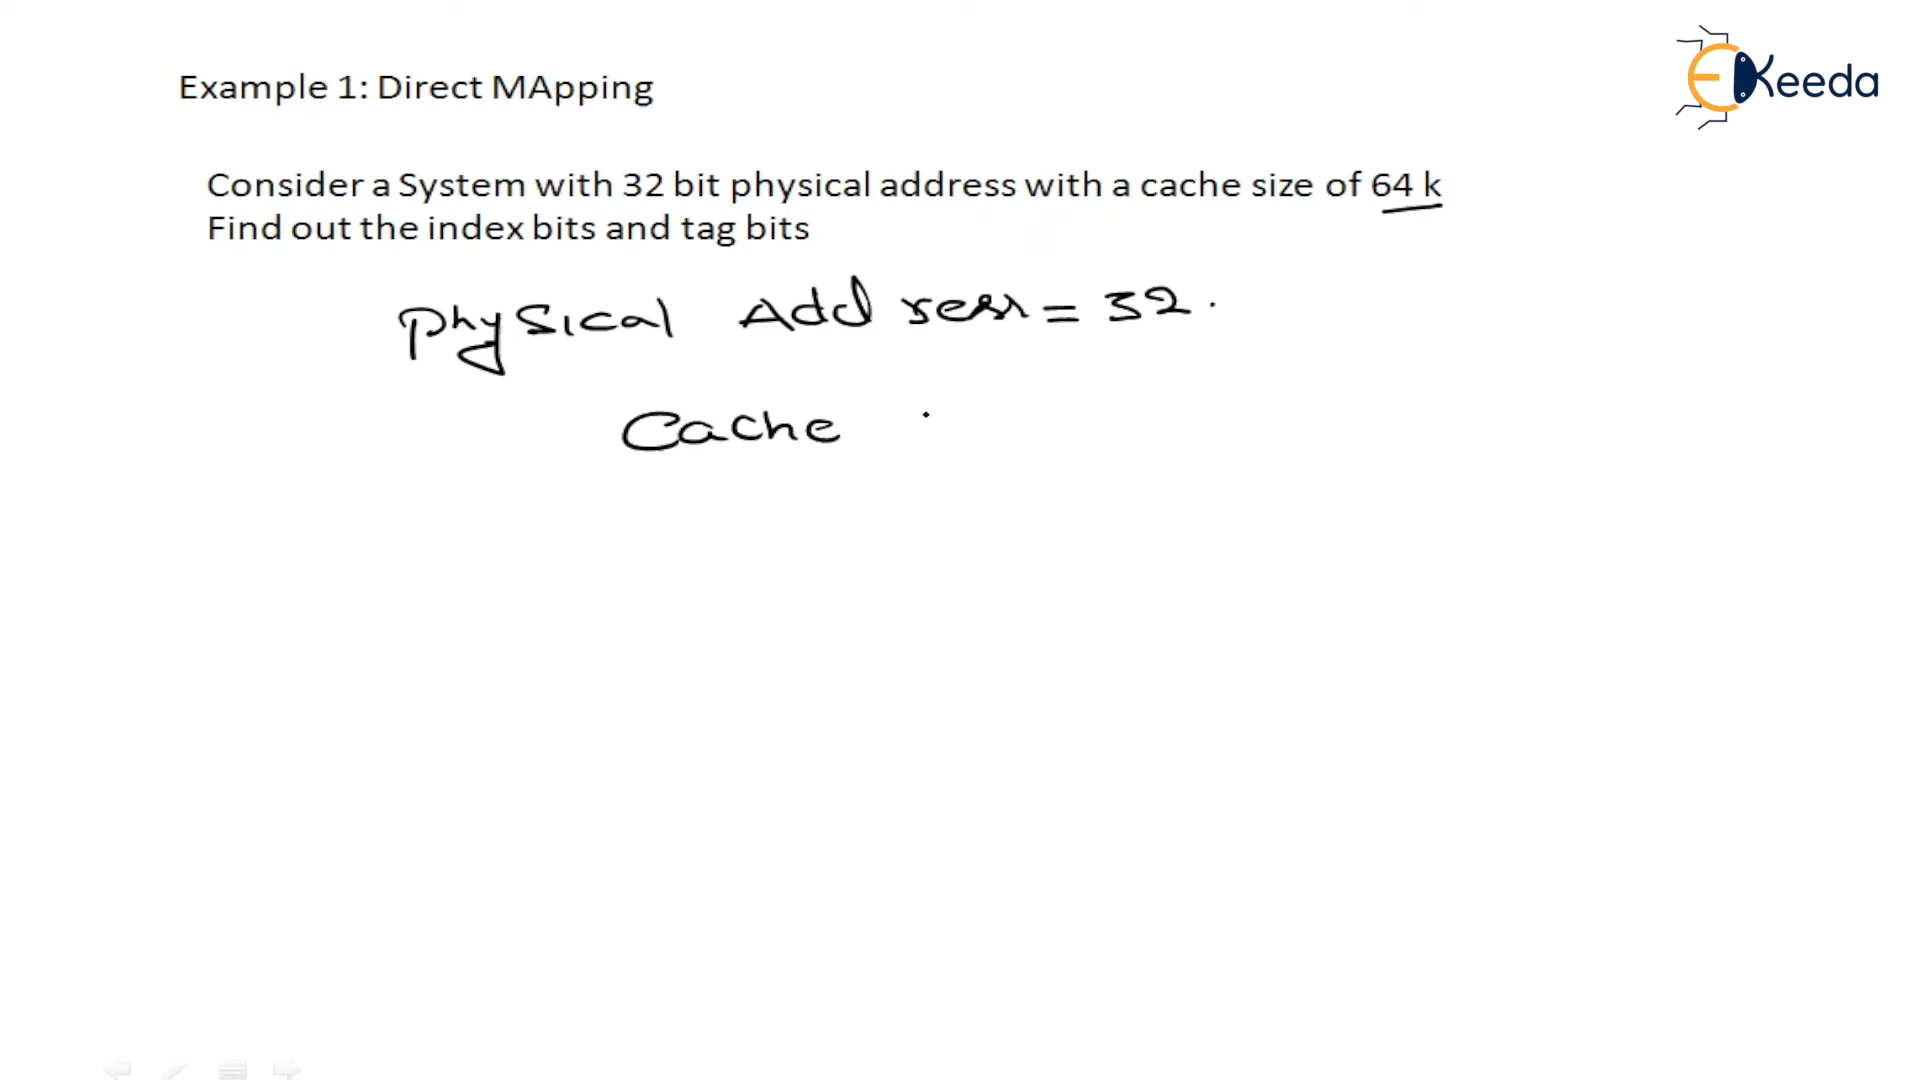 EKeeda
Example 1: Direct MApping
Consider a System with 32 bit physical address with a cache size of 64 k
Find out the index bits and tag bits
Physical Address = 32.
Cache